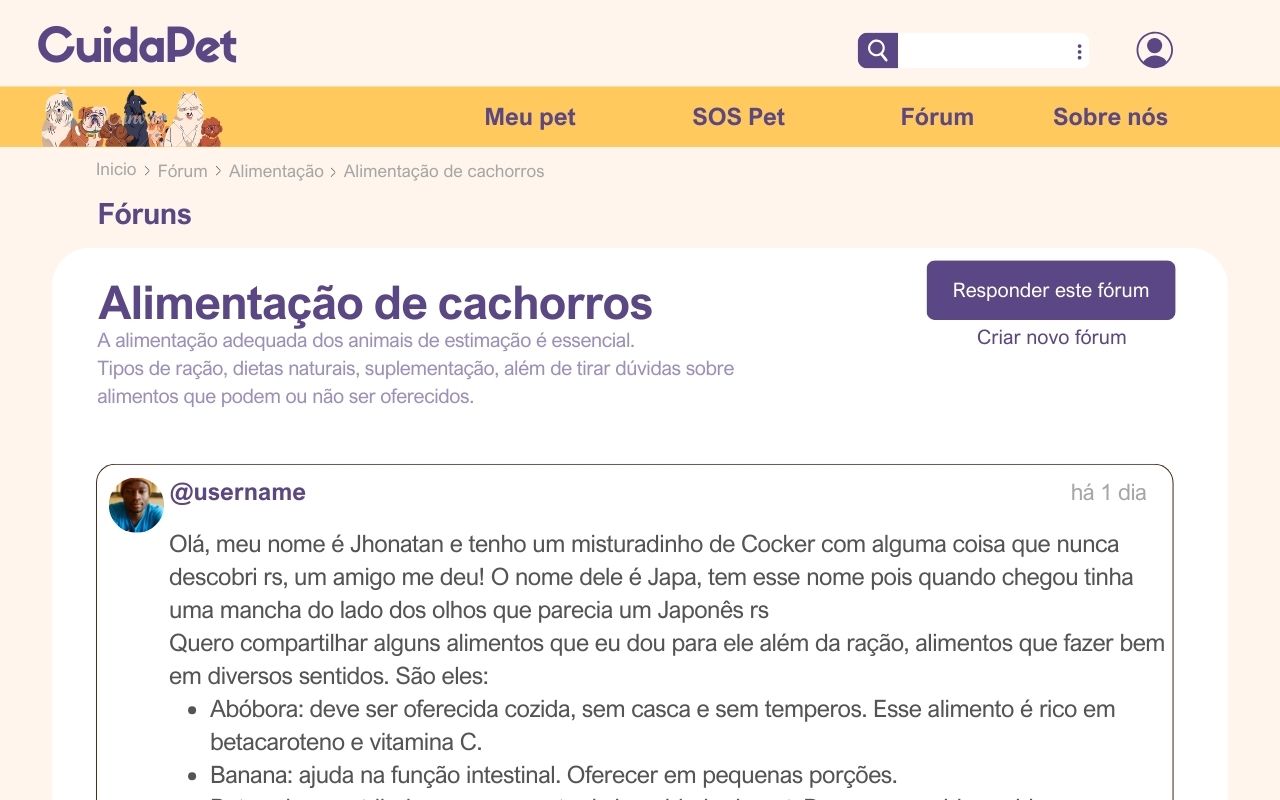 CuidaPet
Meu pet
SOS Pet
Fórum
Sobre nós
Inicio > Fórum > Alimentação > Alimentação de cachorros
Fóruns
Alimentação de cachorros
Responder este fórum
Criar novo fórum
A alimentação adequada dos animais de estimação é essencial.
Tipos de ração, dietas naturais, suplementação, além de tirar dúvidas sobre
alimentos que podem ou não ser oferecidos.
@username
há 1 dia
Olá, meu nome é Jhonatan e tenho um misturadinho de Cocker com alguma coisa que nunca
descobri rs, um amigo me deu! O nome dele é Japa, tem esse nome pois quando chegou tinha
uma mancha do lado dos olhos que parecia um Japonês rs
Quero compartilhar alguns alimentos que eu dou para ele além da ração, alimentos que fazer bem
em diversos sentidos. São eles:
• Abóbora: deve ser oferecida cozida, sem casca e sem temperos. Esse alimento é rico em
betacaroteno e vitamina C.
• Banana: ajuda na função intestinal. Oferecer em pequenas porções.